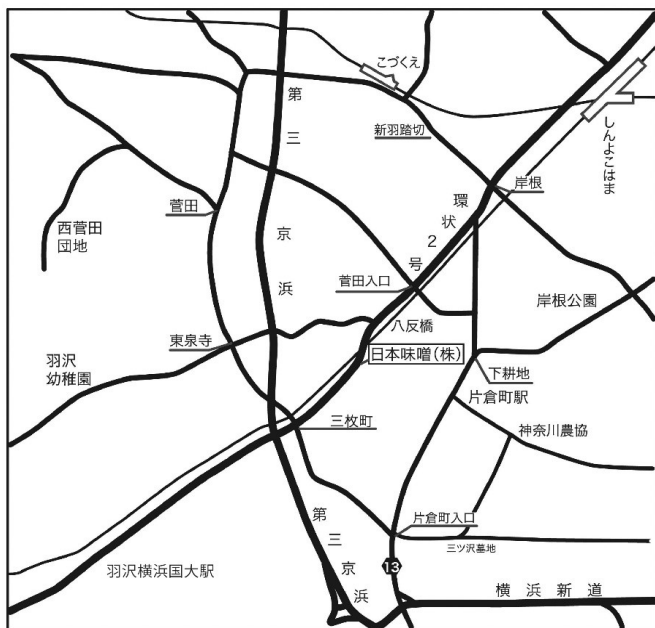 こづくえ
第三京浜
新羽踏切
しんよこはま
岸根
菅田
環状2号
西菅田
団地
菅田入口
岸根公園
八反橋
東泉寺
日本味噌(株)
羽沢
幼稚園
下耕地
片倉町駅
三枚町
神奈川農協
片倉町入口
第三京浜
三ツ沢墓地
羽沢横浜国大駅
13
横浜新道